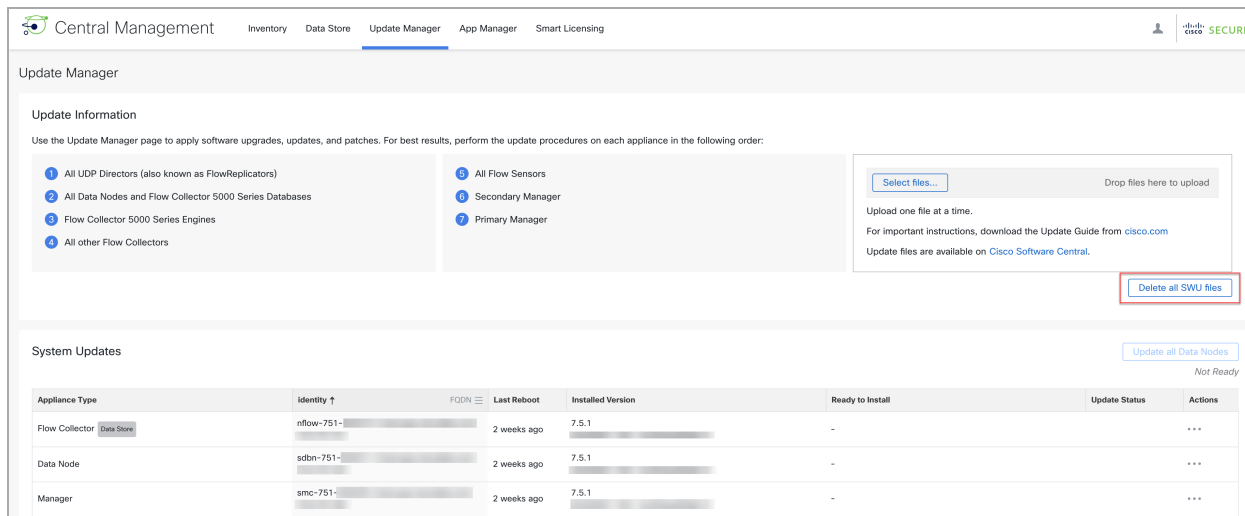 Central Management
Inventory
Data Store
Update Manager
App Manager
Smart Licensing
CISCO
Update Manager
Update Information
Use the Update Manager page to apply software upgrades, updates, and patches. For best results, perform the update procedures on each appliance in the following order:
1 All UDP Directors (also known as FlowReplicators)
2 All Data Nodes and Flow Collector 5000 Series Databases
3 Flow Collector 5000 Series Engines
4 All other Flow Collectors
5 All Flow Sensors
6 Secondary Manager
7 Primary Manager
Select files...
Drop files here to upload
Upload one file at a time.
For important instructions, download the Update Guide from cisco.com
Update files are available on Cisco Software Central.
Delete all SWU files
System Updates
Update all Data Nodes
Not Ready
Appliance Type identity ↑ FQDN Last Reboot Installed Version Ready to Install Update Status Actions
Flow Collector Data Store nflow-751- 2 weeks ago 7.5.1 - ...
Data Node sdbn-751- 2 weeks ago 7.5.1 - ...
Manager smc-751- 2 weeks ago 7.5.1 - ...